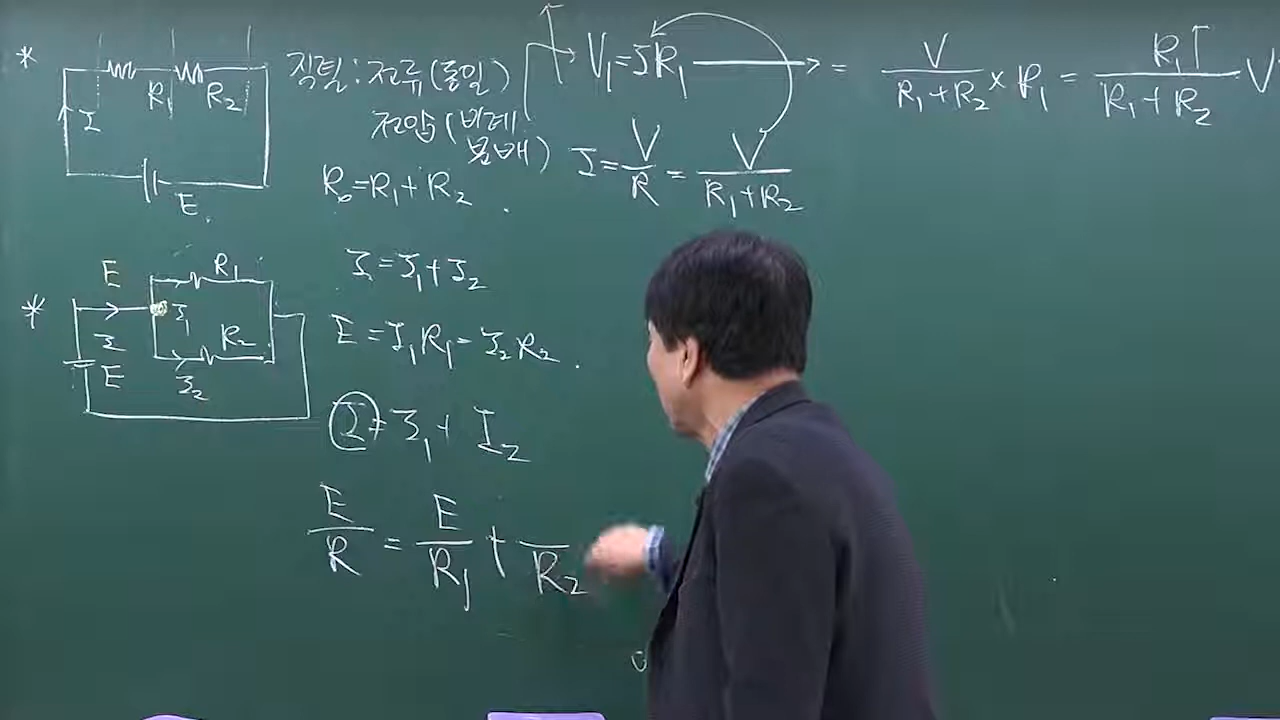 * R₁ R₂ I E
직렬 : 전류 (동일)
전압 (비례 분배)
R₀ = R₁ + R₂
V₁ = IR₁ → = V/(R₁+R₂) × R₁ = R₁/(R₁+R₂) V
I = V/R = V/(R₁+R₂)
* E R₁ I₁ I R₂ E I₂
I = I₁ + I₂
E = I₁R₁ = I₂R₂
I = I₁ + I₂
E/R = E/R₁ + /R₂